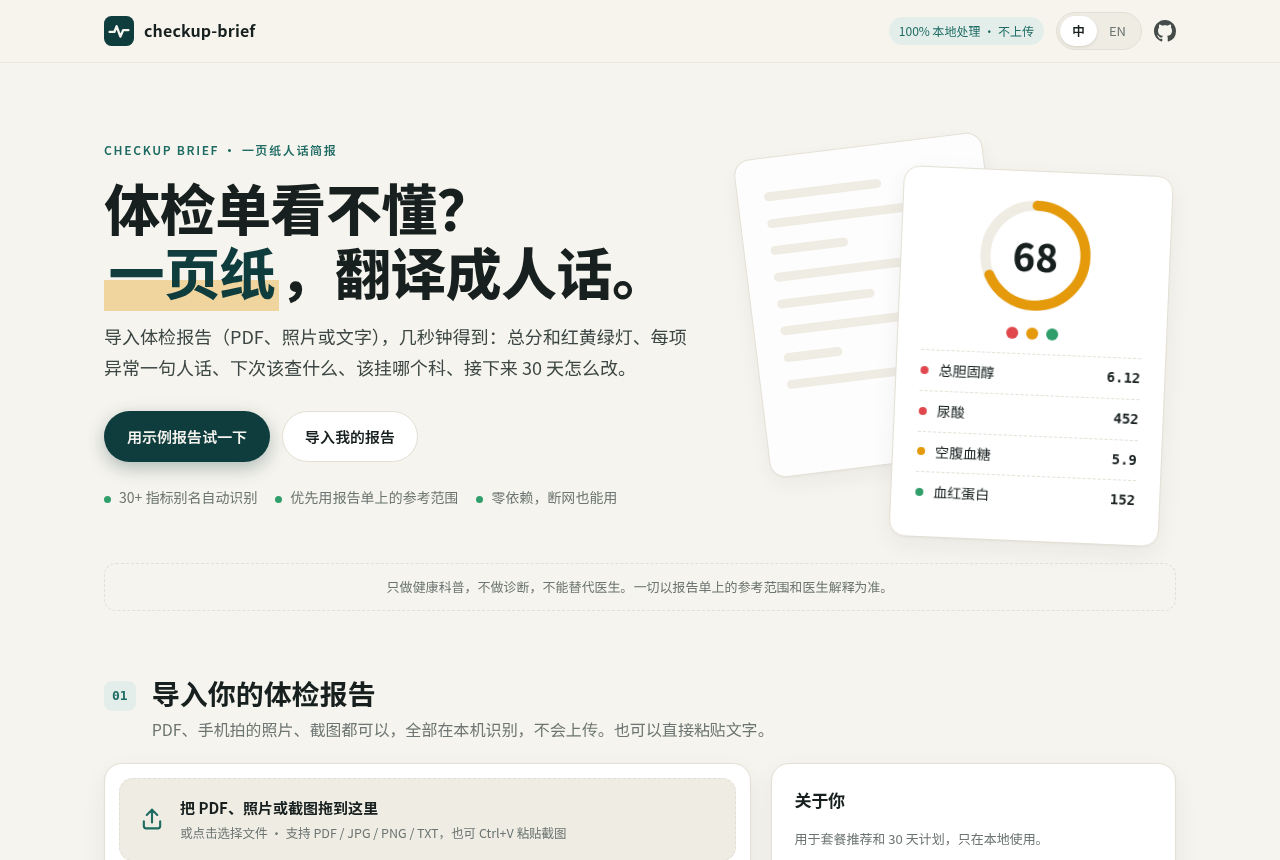 checkup-brief
100% 本地处理 · 不上传
中
EN
CHECKUP BRIEF · 一页纸人话简报
体检单看不懂？
一页纸，翻译成人话。
导入体检报告（PDF、照片或文字），几秒钟得到：总分和红黄绿灯、每项
异常一句人话、下次该查什么、该挂哪个科、接下来 30 天怎么改。
用示例报告试一下
导入我的报告
30+ 指标别名自动识别
优先用报告单上的参考范围
零依赖，断网也能用
68
总胆固醇 6.12
尿酸 452
空腹血糖 5.9
血红蛋白 152
只做健康科普，不做诊断，不能替代医生。一切以报告单上的参考范围和医生解释为准。
01
导入你的体检报告
PDF、手机拍的照片、截图都可以，全部在本机识别，不会上传。也可以直接粘贴文字。
把 PDF、照片或截图拖到这里
或点击选择文件 · 支持 PDF / JPG / PNG / TXT，也可 Ctrl+V 粘贴截图
关于你
用于套餐推荐和 30 天计划，只在本地使用。